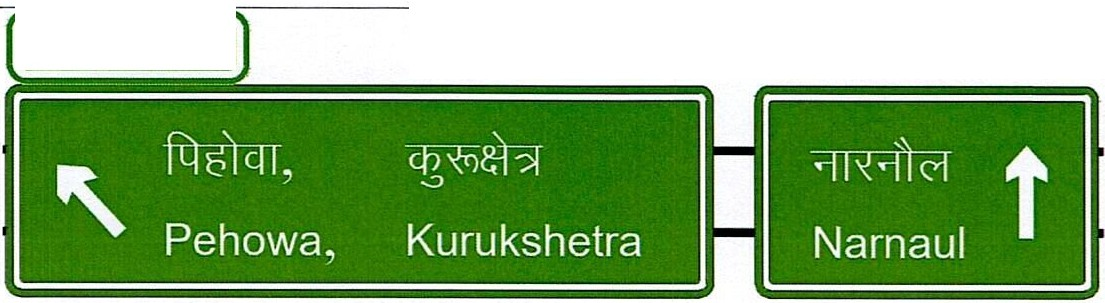 पिहोवा, कुरूक्षेत्र
Pehowa, Kurukshetra
नारनौल
Narnaul